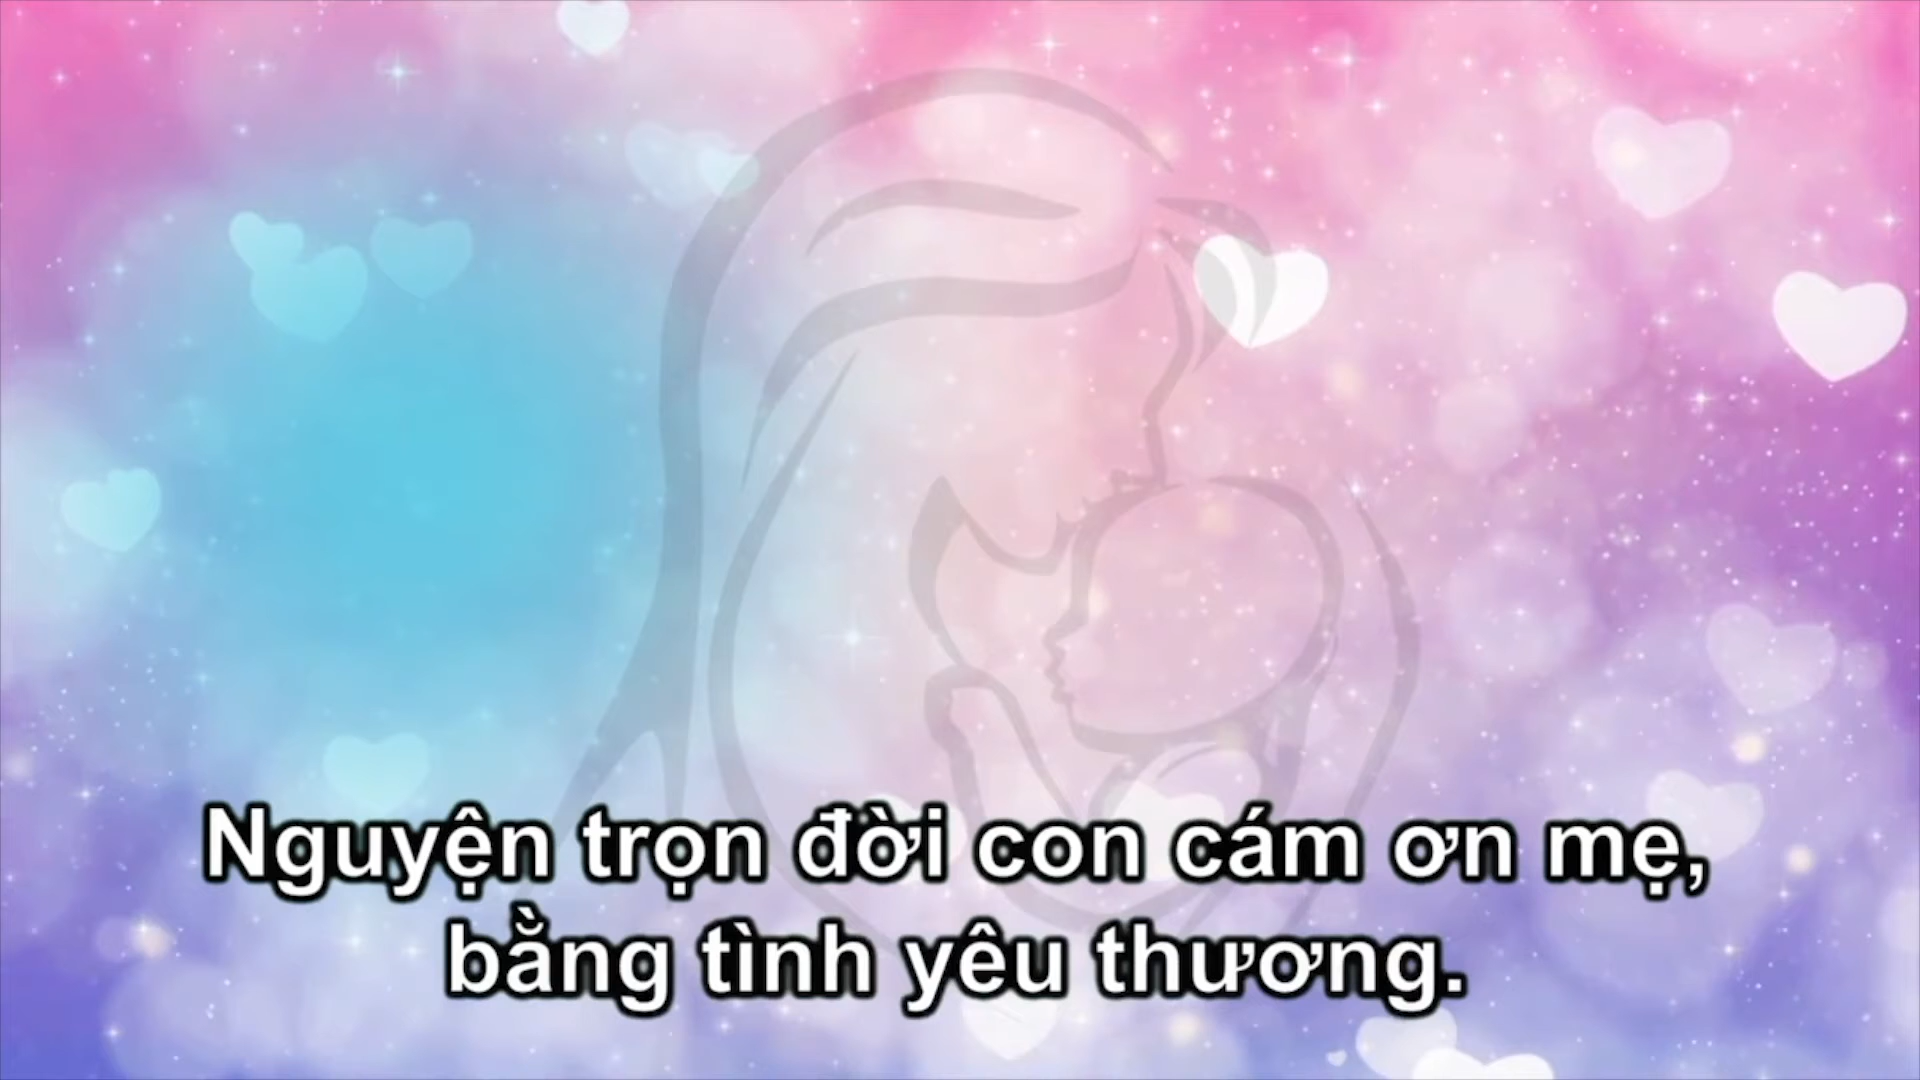 Nguyện trọn đời con cám ơn mẹ,
bằng tình yêu thương.